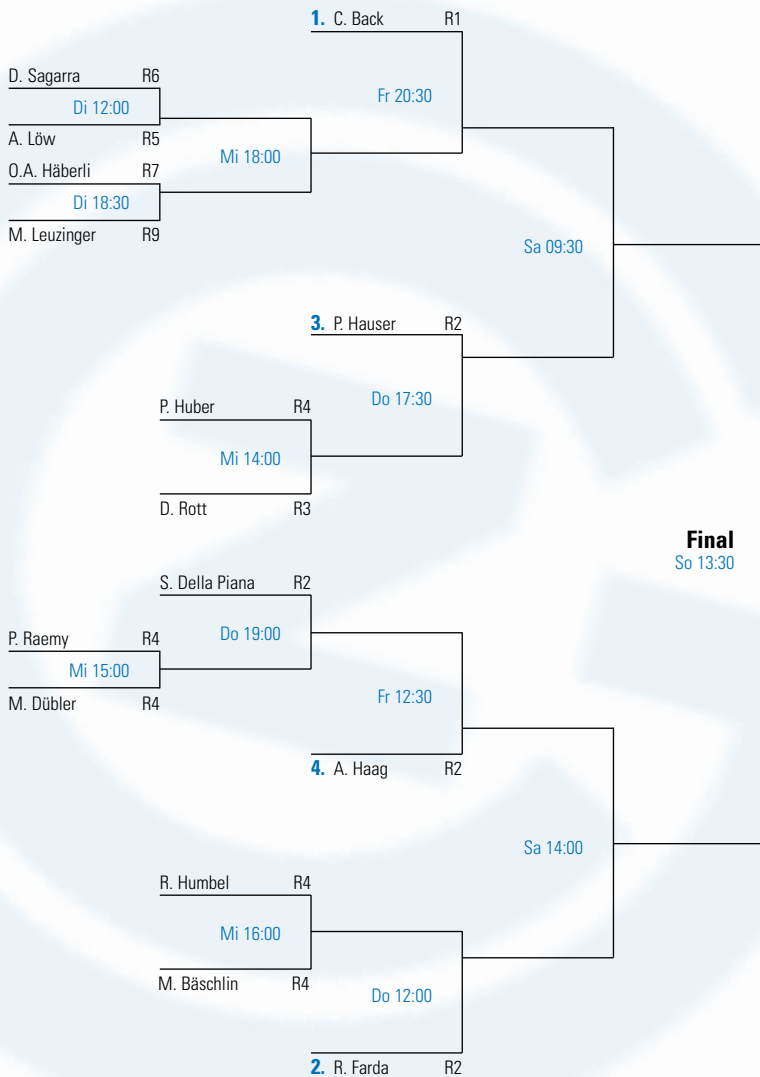 1. C. Back R1
D. Sagarra R6
Di 12:00
Fr 20:30
A. Löw R5
Mi 18:00
O.A. Häberli R7
Di 18:30
M. Leuzinger R9
Sa 09:30
3. P. Hauser R2
Do 17:30
P. Huber R4
Mi 14:00
D. Rott R3
Final
So 13:30
S. Della Piana R2
Do 19:00
P. Raemy R4
Mi 15:00
M. Dübler R4
Fr 12:30
4. A. Haag R2
Sa 14:00
R. Humbel R4
Mi 16:00
M. Bäschlin R4
Do 12:00
2. R. Farda R2